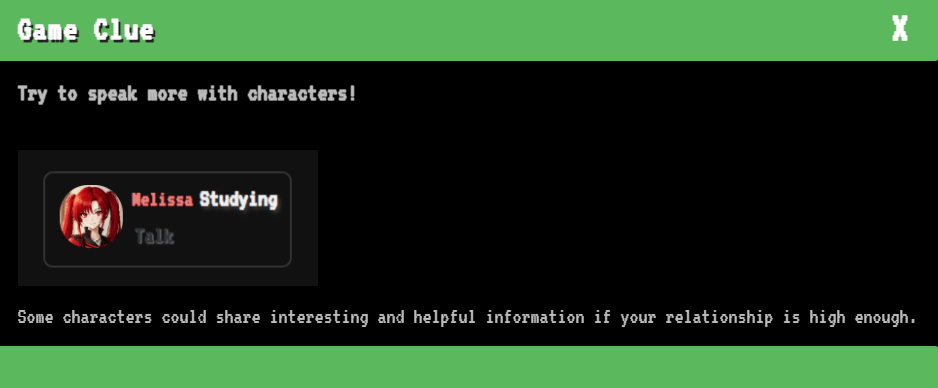 Game Clue X
Try to speak more with characters!
Melissa Studying
Talk
Some characters could share interesting and helpful information if your relationship is high enough.